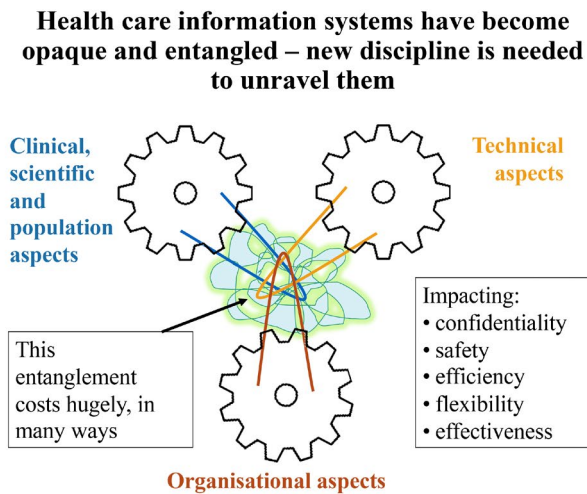 Health care information systems have become
opaque and entangled – new discipline is needed
to unravel them
Clinical,
scientific
and
population
aspects
Technical
aspects
This
entanglement
costs hugely, in
many ways
Impacting:
• confidentiality
• safety
• efficiency
• flexibility
• effectiveness
Organisational aspects